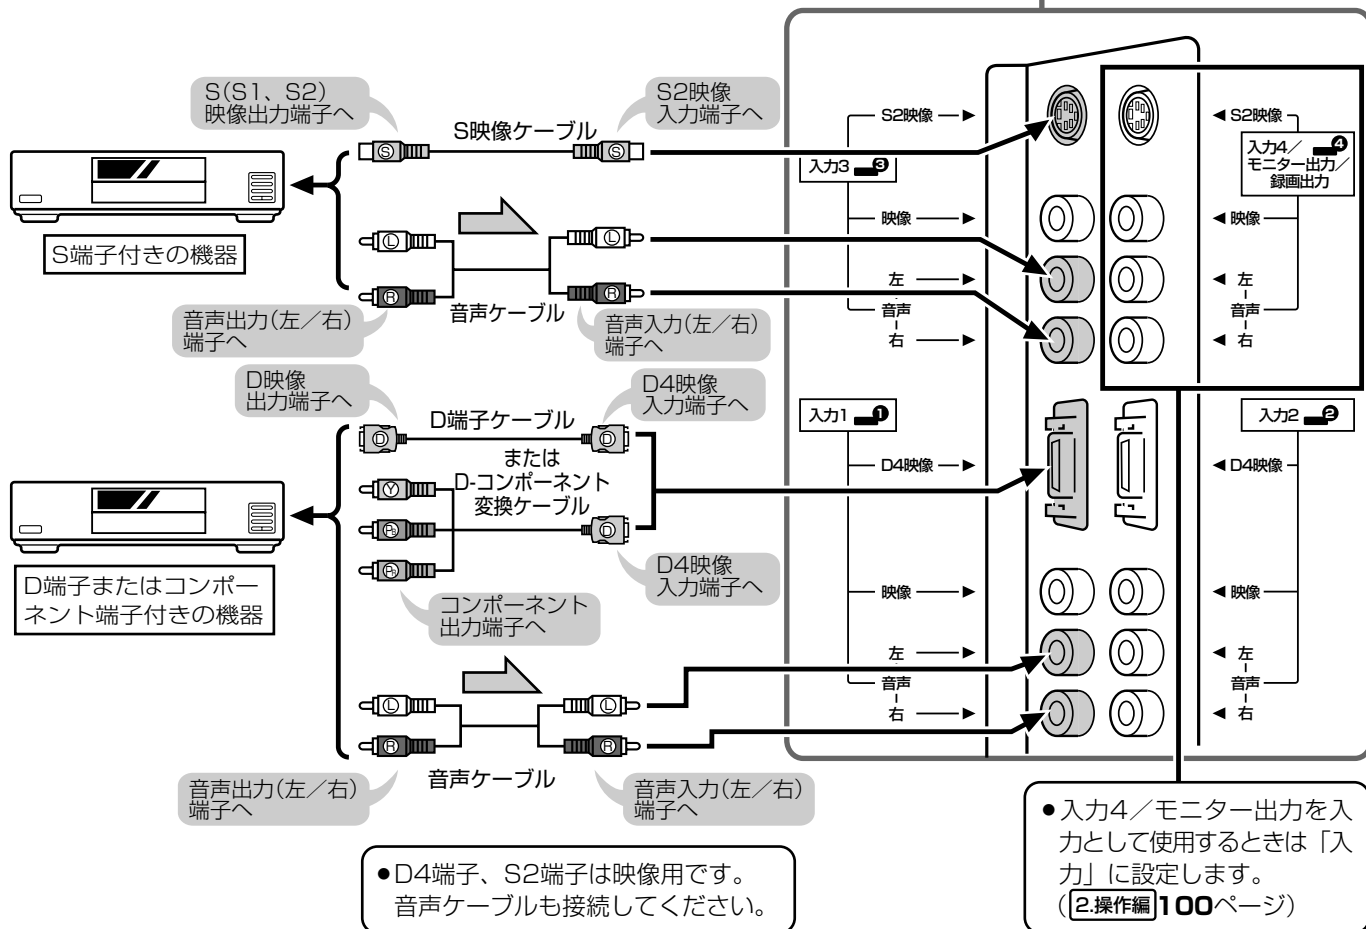 S(S1、S2)
映像出力端子へ
S映像ケーブル
S2映像
入力端子へ
S
S
S端子付きの機器
L
L
R
R
音声出力(左／右)
端子へ
音声ケーブル
音声入力(左／右)
端子へ
D映像
出力端子へ
D端子ケーブル
D4映像
入力端子へ
D
D
または
D-コンポーネント
変換ケーブル
Y
PB
PR
D
D端子またはコンポー
ネント端子付きの機器
コンポーネント
出力端子へ
D4映像
入力端子へ
L
L
R
R
音声出力(左／右)
端子へ
音声ケーブル
音声入力(左／右)
端子へ
S2映像
入力3 3
映像
左
音声
右
S2映像
入力4／ 4
モニター出力／
録画出力
映像
左
音声
右
入力1 1
D4映像
映像
左
音声
右
入力2 2
D4映像
映像
左
音声
右
●D4端子、S2端子は映像用です。
音声ケーブルも接続してください。
●入力4／モニター出力を入
力として使用するときは「入
力」に設定します。
(2.操作編100ページ)